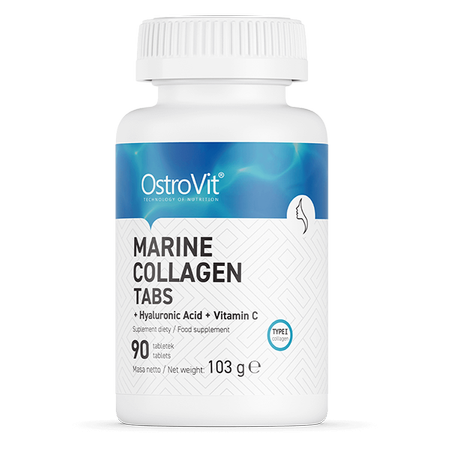 OstroVit®
TECHNOLOGY OF NUTRITION
MARINE
COLLAGEN
TABS
+ Hyaluronic Acid + Vitamin C
Suplement diety / Food supplement
90 tabletek
tablets
TYPE I
collagen
Masa netto / Net weight: 103 g ℮